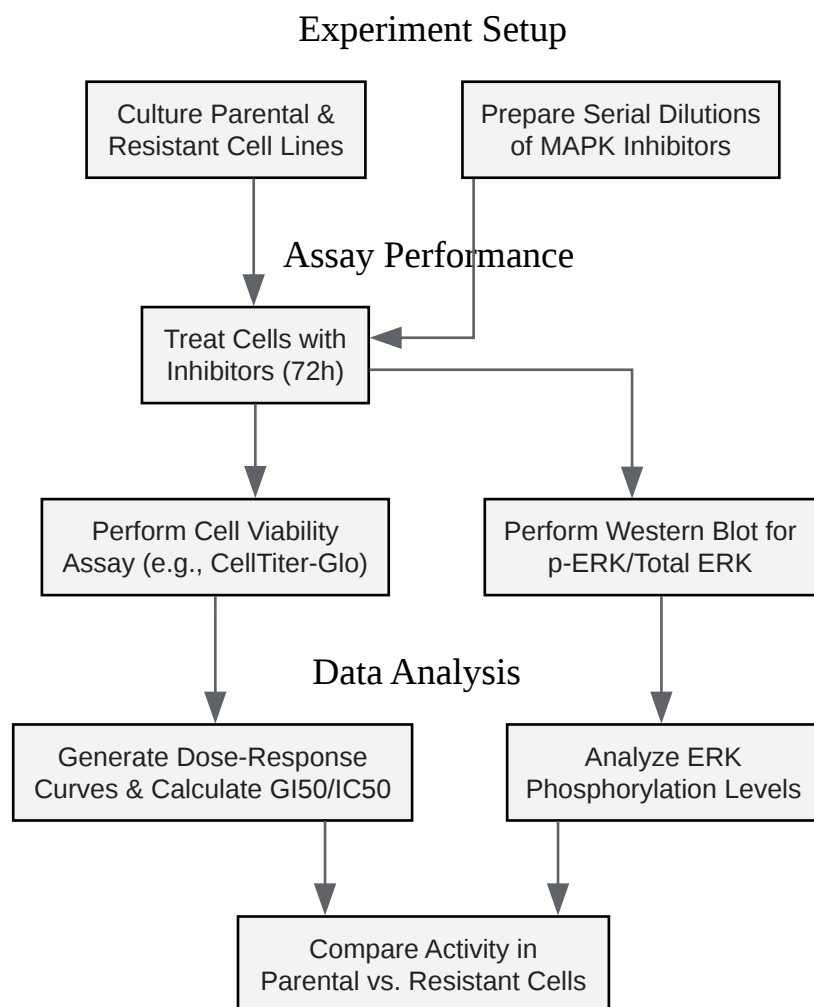 Experiment Setup
Culture Parental &
Resistant Cell Lines
Prepare Serial Dilutions
of MAPK Inhibitors
Assay Performance
Treat Cells with
Inhibitors (72h)
Perform Cell Viability
Assay (e.g., CellTiter-Glo)
Perform Western Blot for
p-ERK/Total ERK
Data Analysis
Generate Dose-Response
Curves & Calculate GI50/IC50
Analyze ERK
Phosphorylation Levels
Compare Activity in
Parental vs. Resistant Cells